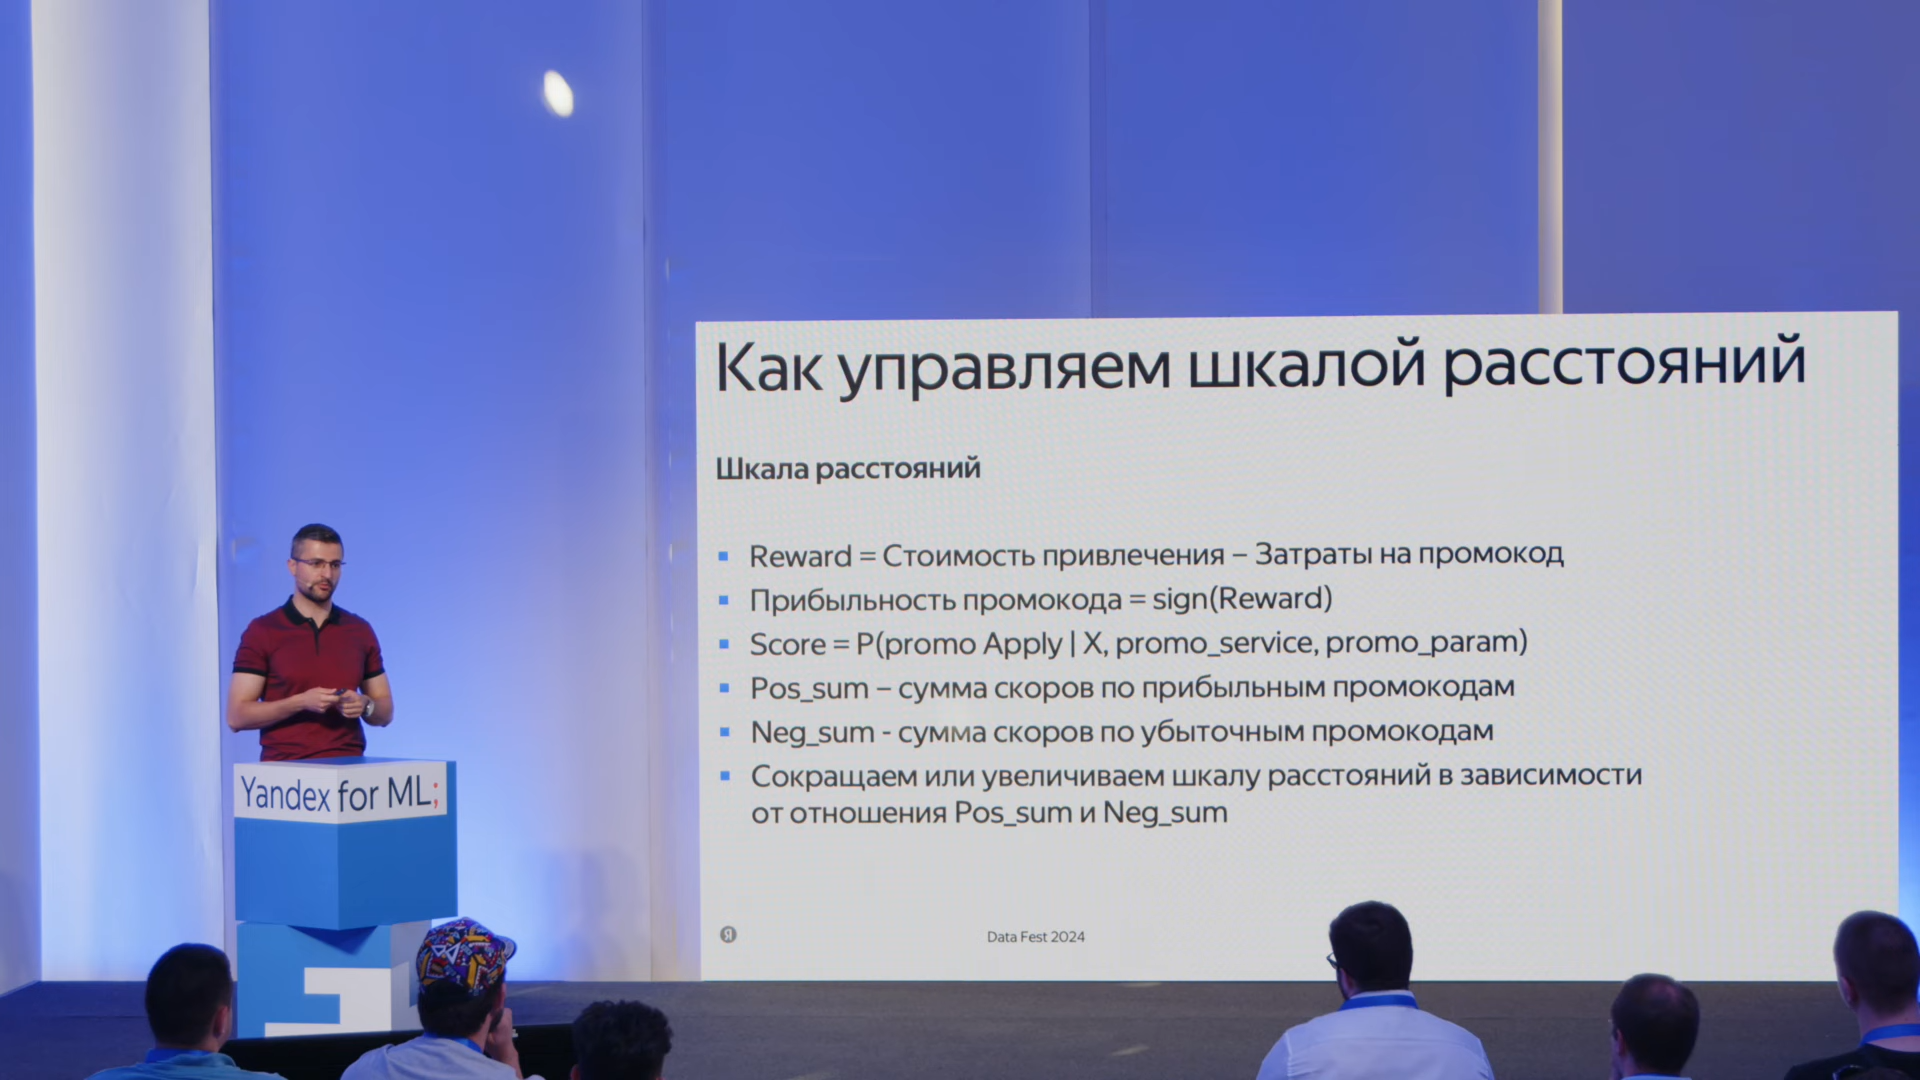 Как управляем шкалой расстояний
Шкала расстояний
Reward = Стоимость привлечения – Затраты на промокод
Прибыльность промокода = sign(Reward)
Score = P(promo Apply | X, promo_service, promo_param)
Pos_sum – сумма скоров по прибыльным промокодам
Neg_sum - сумма скоров по убыточным промокодам
Сокращаем или увеличиваем шкалу расстояний в зависимости
от отношения Pos_sum и Neg_sum
Я
Data Fest 2024
Yandex for ML;